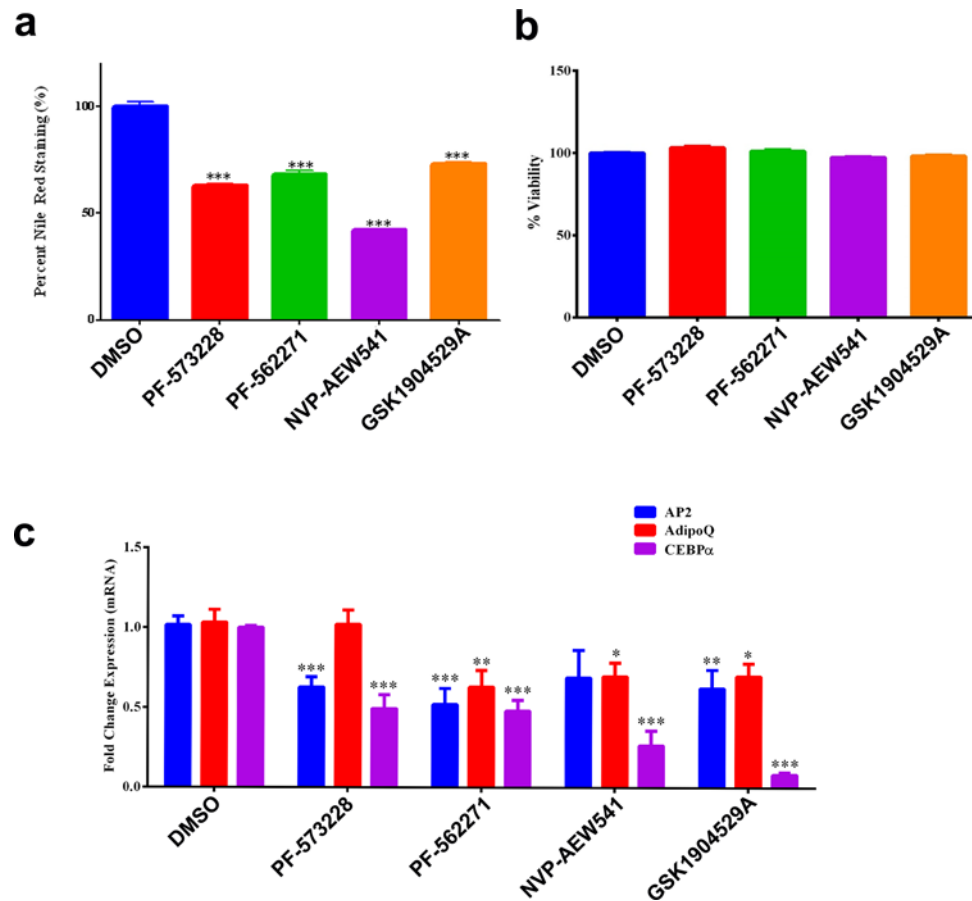 a
Percent Nile Red Staining (%)
100
50
0
***
***
***
***
DMSO
PF-573228
PF-562271
NVP-AEW541
GSK1904529A
b
% Viability
150
100
50
0
DMSO
PF-573228
PF-562271
NVP-AEW541
GSK1904529A
c
AP2
AdipoQ
CEBPα
Fold Change Expression (mRNA)
1.5
1.0
0.5
0.0
***
***
***
**
***
*
***
**
*
***
DMSO
PF-573228
PF-562271
NVP-AEW541
GSK1904529A